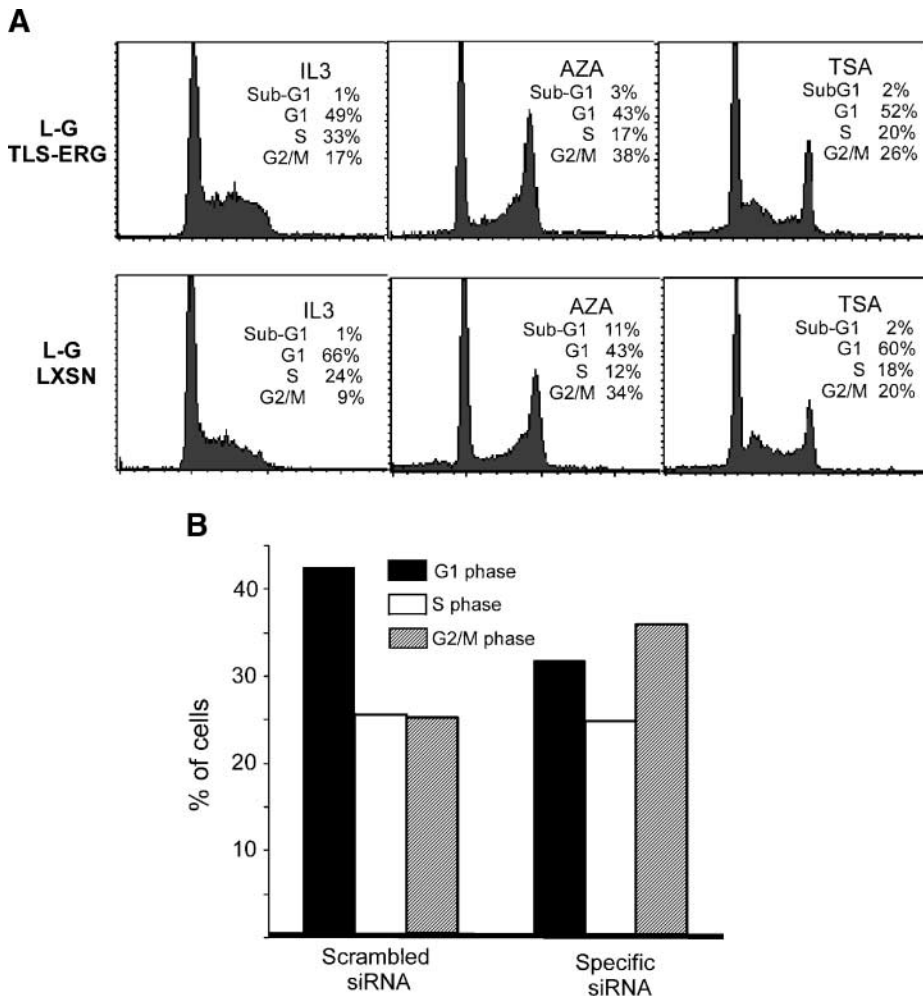 A
L-G
TLS-ERG
IL3
Sub-G1 1%
G1 49%
S 33%
G2/M 17%
AZA
Sub-G1 3%
G1 43%
S 17%
G2/M 38%
TSA
SubG1 2%
G1 52%
S 20%
G2/M 26%
L-G
LXSN
IL3
Sub-G1 1%
G1 66%
S 24%
G2/M 9%
AZA
Sub-G1 11%
G1 43%
S 12%
G2/M 34%
TSA
Sub-G1 2%
G1 60%
S 18%
G2/M 20%
B
% of cells
40
30
20
10
G1 phase
S phase
G2/M phase
Scrambled
siRNA
Specific
siRNA